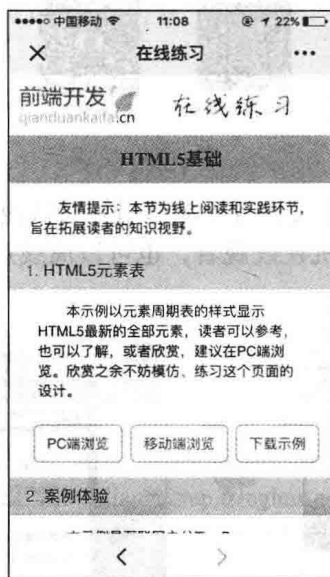 中国移动 11:08 22%
在线练习
前端开发 在线练习
qianduankaifa.cn
HTML5基础
友情提示：本节为线上阅读和实践环节，
旨在拓展读者的知识视野。
1. HTML5元素表
本示例以元素周期表的样式显示
HTML5最新的全部元素，读者可以参考，
也可以了解，或者欣赏，建议在PC端浏
览。欣赏之余不妨模仿、练习这个页面的
设计。
PC端浏览 移动端浏览 下载示例
2. 案例体验